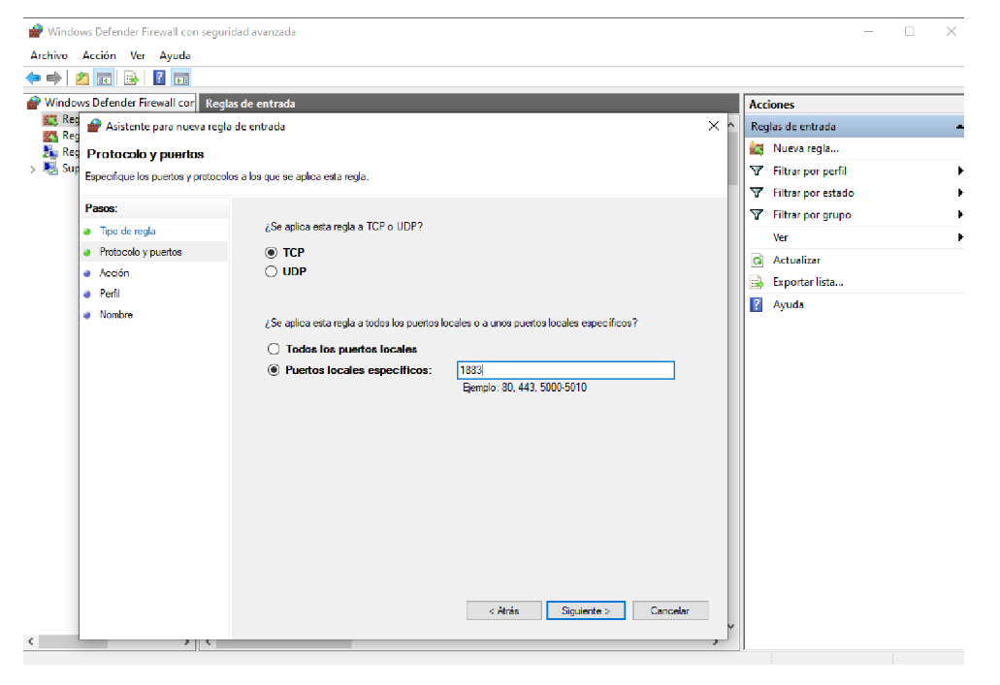 Windows Defender Firewall con seguridad avanzada
Archivo Acción Ver Ayuda
Windows Defender Firewall cor
Reg
Reg
Reg
Sup
Reglas de entrada
Asistente para nueva regla de entrada
Protocolo y puertos
Especifique los puertos y protocolos a los que se aplica esta regla.
Pasos:
Tipo de regla
Protocolo y puertos
Acción
Perfil
Nombre
¿Se aplica esta regla a TCP o UDP?
TCP
UDP
¿Se aplica esta regla a todos los puertos locales o a unos puertos locales específicos?
Todos los puertos locales
Puertos locales específicos: 1883
Ejemplo: 80, 443, 5000-5010
< Atrás Siguiente > Cancelar
Acciones
Reglas de entrada
Nueva regla...
Filtrar por perfil
Filtrar por estado
Filtrar por grupo
Ver
Actualizar
Exportar lista...
Ayuda